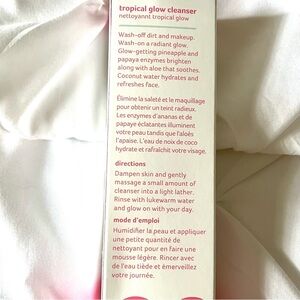 tropical glow cleanser
nettoyannt tropical glow
Wash-off dirt and makeup.
Wash-on a radiant glow.
Glow-getting pineapple and
papaya enzymes brighten
along with aloe that soothes.
Coconut water hydrates and
refreshes face.
Élimine la saleté et le maquillage
pour obtenir un teint radieux.
Les enzymes d'ananas et de
papaye éclatantes illuminent
votre peau tandis que l'aloès
l'apaise. L'eau de noix de coco
hydrate et rafraîchit votre visage.
directions
Dampen skin and gently
massage a small amount of
cleanser into a light lather.
Rinse with lukewarm water
and glow on with your day.
mode d'emploi
Humidifier la peau et appliquer
une petite quantité de
nettoyant pour en faire une
mousse légère. Rincer avec
de l'eau tiède et émerveillez
votre journée.